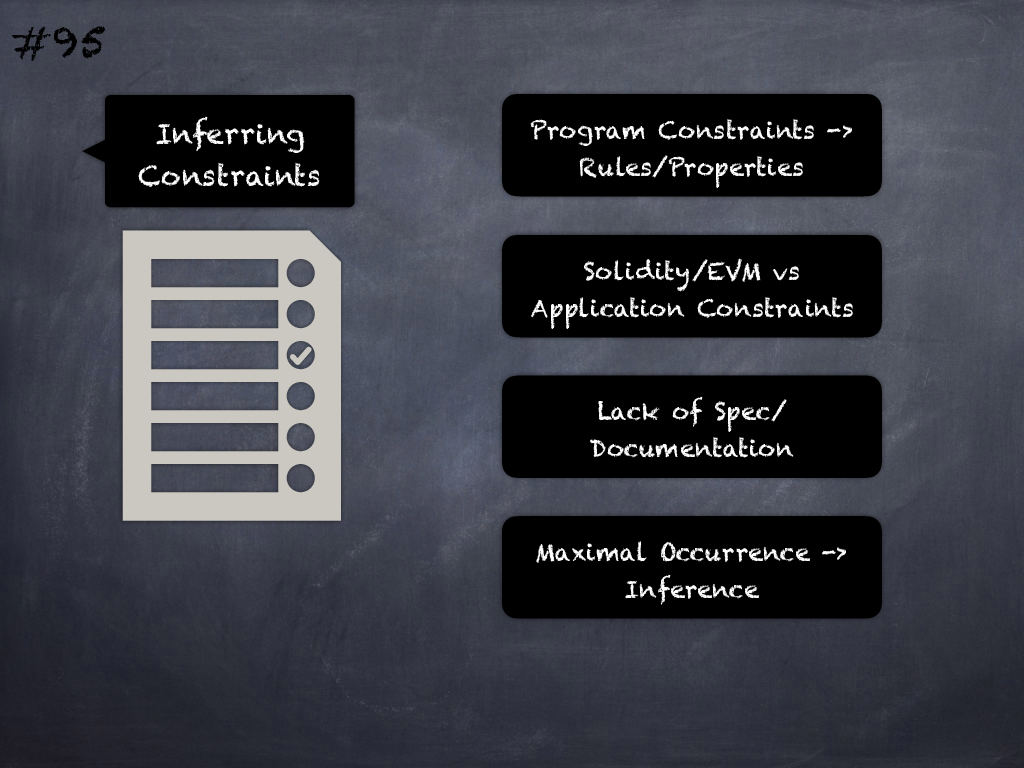 #95
Inferring
Constraints
Program Constraints ->
Rules/Properties
Solidity/EVM vs
Application Constraints
Lack of Spec/
Documentation
Maximal Occurrence ->
Inference